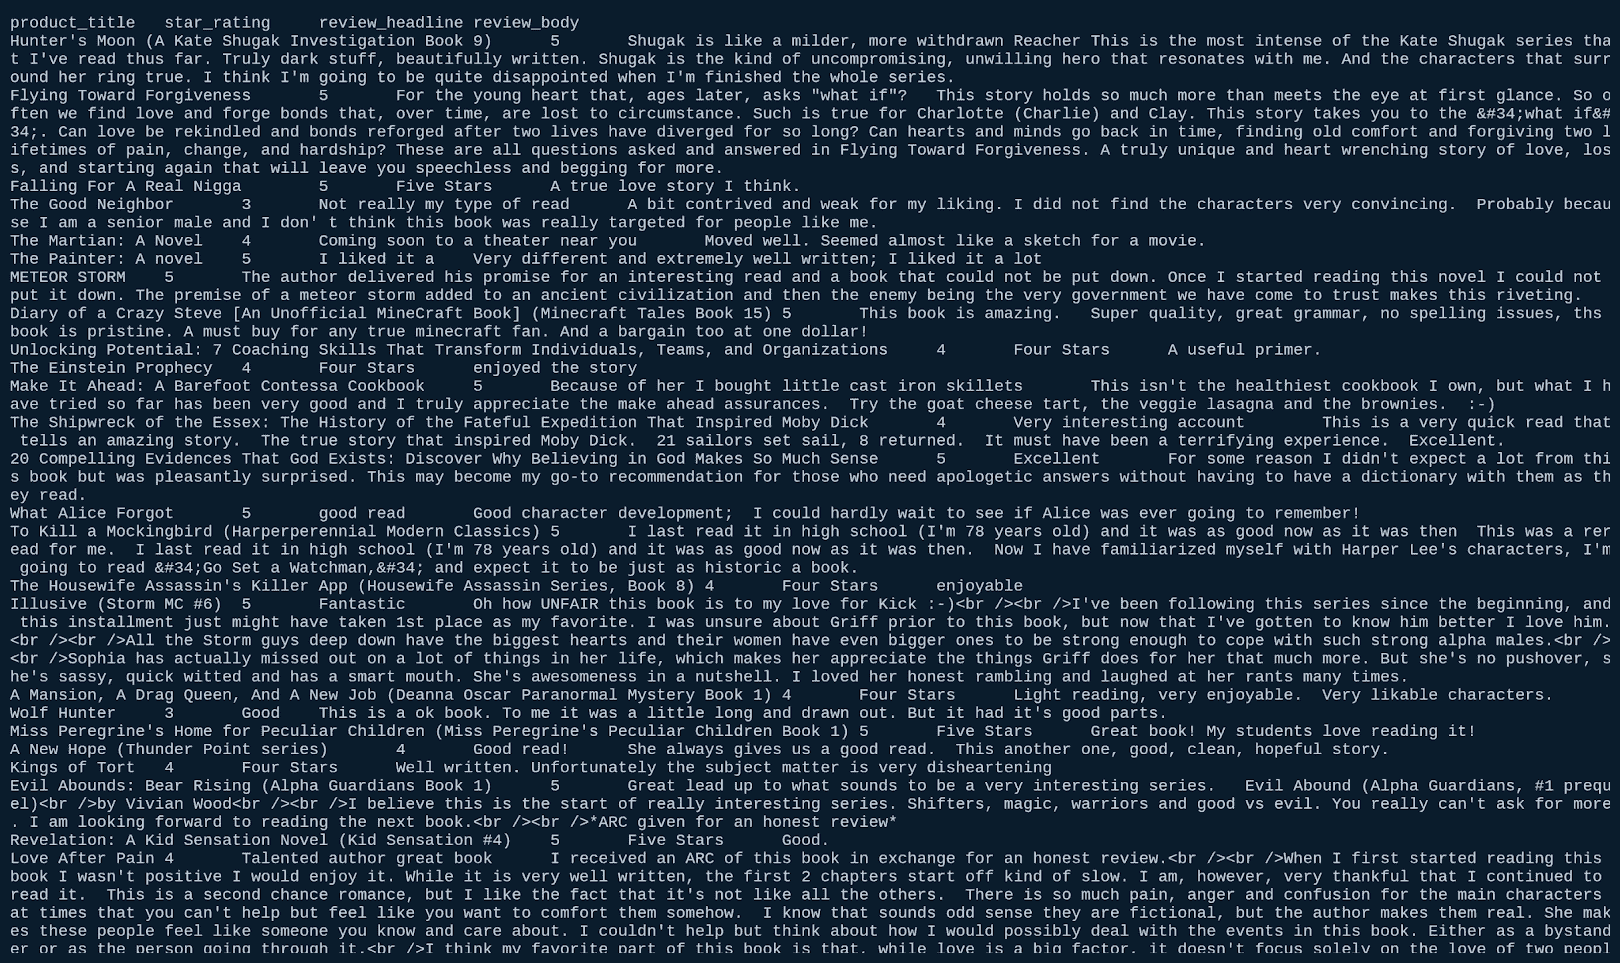 product_title	star_rating	review_headline	review_body
Hunter's Moon (A Kate Shugak Investigation Book 9)	5	Shugak is like a milder, more withdrawn Reacher	This is the most intense of the Kate Shugak series tha
t I've read thus far. Truly dark stuff, beautifully written. Shugak is the kind of uncompromising, unwilling hero that resonates with me. And the characters that surr
ound her ring true. I think I'm going to be quite disappointed when I'm finished the whole series.
Flying Toward Forgiveness	5	For the young heart that, ages later, asks "what if"?	This story holds so much more than meets the eye at first glance. So o
ften we find love and forge bonds that, over time, are lost to circumstance. Such is true for Charlotte (Charlie) and Clay. This story takes you to the &#34;what if&#
34;. Can love be rekindled and bonds reforged after two lives have diverged for so long? Can hearts and minds go back in time, finding old comfort and forgiving two l
ifetimes of pain, change, and hardship? These are all questions asked and answered in Flying Toward Forgiveness. A truly unique and heart wrenching story of love, los
s, and starting again that will leave you speechless and begging for more.
Falling For A Real Nigga	5	Five Stars	A true love story I think.
The Good Neighbor	3	Not really my type of read	A bit contrived and weak for my liking. I did not find the characters very convincing.  Probably becau
se I am a senior male and I don' t think this book was really targeted for people like me.
The Martian: A Novel	4	Coming soon to a theater near you	Moved well. Seemed almost like a sketch for a movie.
The Painter: A novel	5	I liked it a	Very different and extremely well written; I liked it a lot
METEOR STORM	5	The author delivered his promise for an interesting read and a book that could not be put down. Once I started reading this novel I could not
put it down. The premise of a meteor storm added to an ancient civilization and then the enemy being the very government we have come to trust makes this riveting.
Diary of a Crazy Steve [An Unofficial MineCraft Book] (Minecraft Tales Book 15)	5	This book is amazing.	Super quality, great grammar, no spelling issues, ths
book is pristine. A must buy for any true minecraft fan. And a bargain too at one dollar!
Unlocking Potential: 7 Coaching Skills That Transform Individuals, Teams, and Organizations	4	Four Stars	A useful primer.
The Einstein Prophecy	4	Four Stars	enjoyed the story
Make It Ahead: A Barefoot Contessa Cookbook	5	Because of her I bought little cast iron skillets	This isn't the healthiest cookbook I own, but what I h
ave tried so far has been very good and I truly appreciate the make ahead assurances.  Try the goat cheese tart, the veggie lasagna and the brownies.  :-)
The Shipwreck of the Essex: The History of the Fateful Expedition That Inspired Moby Dick	4	Very interesting account	This is a very quick read that
 tells an amazing story.  The true story that inspired Moby Dick.  21 sailors set sail, 8 returned.  It must have been a terrifying experience.  Excellent.
20 Compelling Evidences That God Exists: Discover Why Believing in God Makes So Much Sense	5	Excellent	For some reason I didn't expect a lot from thi
s book but was pleasantly surprised. This may become my go-to recommendation for those who need apologetic answers without having to have a dictionary with them as th
ey read.
What Alice Forgot	5	good read	Good character development;  I could hardly wait to see if Alice was ever going to remember!
To Kill a Mockingbird (Harperperennial Modern Classics)	5	I last read it in high school (I'm 78 years old) and it was as good now as it was then	This was a rer
ead for me.  I last read it in high school (I'm 78 years old) and it was as good now as it was then.  Now I have familiarized myself with Harper Lee's characters, I'm
 going to read &#34;Go Set a Watchman,&#34; and expect it to be just as historic a book.
The Housewife Assassin's Killer App (Housewife Assassin Series, Book 8)	4	Four Stars	enjoyable
Illusive (Storm MC #6)	5	Fantastic	Oh how UNFAIR this book is to my love for Kick :-)<br /><br />I've been following this series since the beginning, and
 this installment just might have taken 1st place as my favorite. I was unsure about Griff prior to this book, but now that I've gotten to know him better I love him.
<br /><br />All the Storm guys deep down have the biggest hearts and their women have even bigger ones to be strong enough to cope with such strong alpha males.<br />
<br />Sophia has actually missed out on a lot of things in her life, which makes her appreciate the things Griff does for her that much more. But she's no pushover, s
he's sassy, quick witted and has a smart mouth. She's awesomeness in a nutshell. I loved her honest rambling and laughed at her rants many times.
A Mansion, A Drag Queen, And A New Job (Deanna Oscar Paranormal Mystery Book 1)	4	Four Stars	Light reading, very enjoyable.  Very likable characters.
Wolf Hunter	3	Good	This is a ok book. To me it was a little long and drawn out. But it had it's good parts.
Miss Peregrine's Home for Peculiar Children (Miss Peregrine's Peculiar Children Book 1)	5	Five Stars	Great book! My students love reading it!
A New Hope (Thunder Point series)	4	Good read!	She always gives us a good read.  This another one, good, clean, hopeful story.
Kings of Tort	4	Four Stars	Well written. Unfortunately the subject matter is very disheartening
Evil Abounds: Bear Rising (Alpha Guardians Book 1)	5	Great lead up to what sounds to be a very interesting series.	Evil Abound (Alpha Guardians, #1 prequ
el)<br />by Vivian Wood<br /><br />I believe this is the start of really interesting series. Shifters, magic, warriors and good vs evil. You really can't ask for more
. I am looking forward to reading the next book.<br /><br />*ARC given for an honest review*
Revelation: A Kid Sensation Novel (Kid Sensation #4)	5	Five Stars	Good.
Love After Pain	4	Talented author great book	I received an ARC of this book in exchange for an honest review.<br /><br />When I first started reading this
book I wasn't positive I would enjoy it. While it is very well written, the first 2 chapters start off kind of slow. I am, however, very thankful that I continued to
read it.  This is a second chance romance, but I like the fact that it's not like all the others.  There is so much pain, anger and confusion for the main characters
at times that you can't help but feel like you want to comfort them somehow.  I know that sounds odd sense they are fictional, but the author makes them real. She mak
es these people feel like someone you know and care about. I couldn't help but think about how I would possibly deal with the events in this book. Either as a bystand
er or as the person going through it.<br />I think my favorite part of this book is that, while love is a big factor, it doesn't focus solely on the love of two peopl